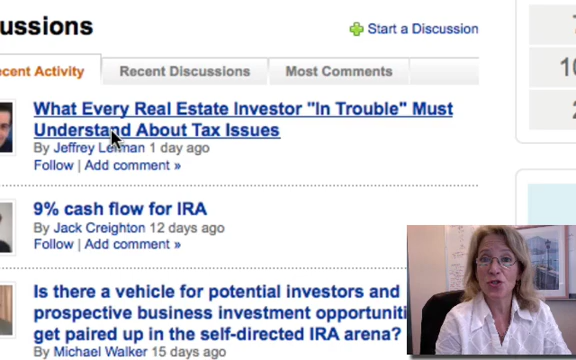 ussions
Start a Discussion
ecent Activity
Recent Discussions
Most Comments
What Every Real Estate Investor "In Trouble" Must
Understand About Tax Issues
By Jeffrey 1 day ago
Follow | Add comment »
9% cash flow for IRA
By Jack Creighton 12 days ago
Follow | Add comment »
Is there a vehicle for potential investors and
prospective business investment opportuniti
get paired up in the self-directed IRA arena?
By Michael Walker 15 days ago
10